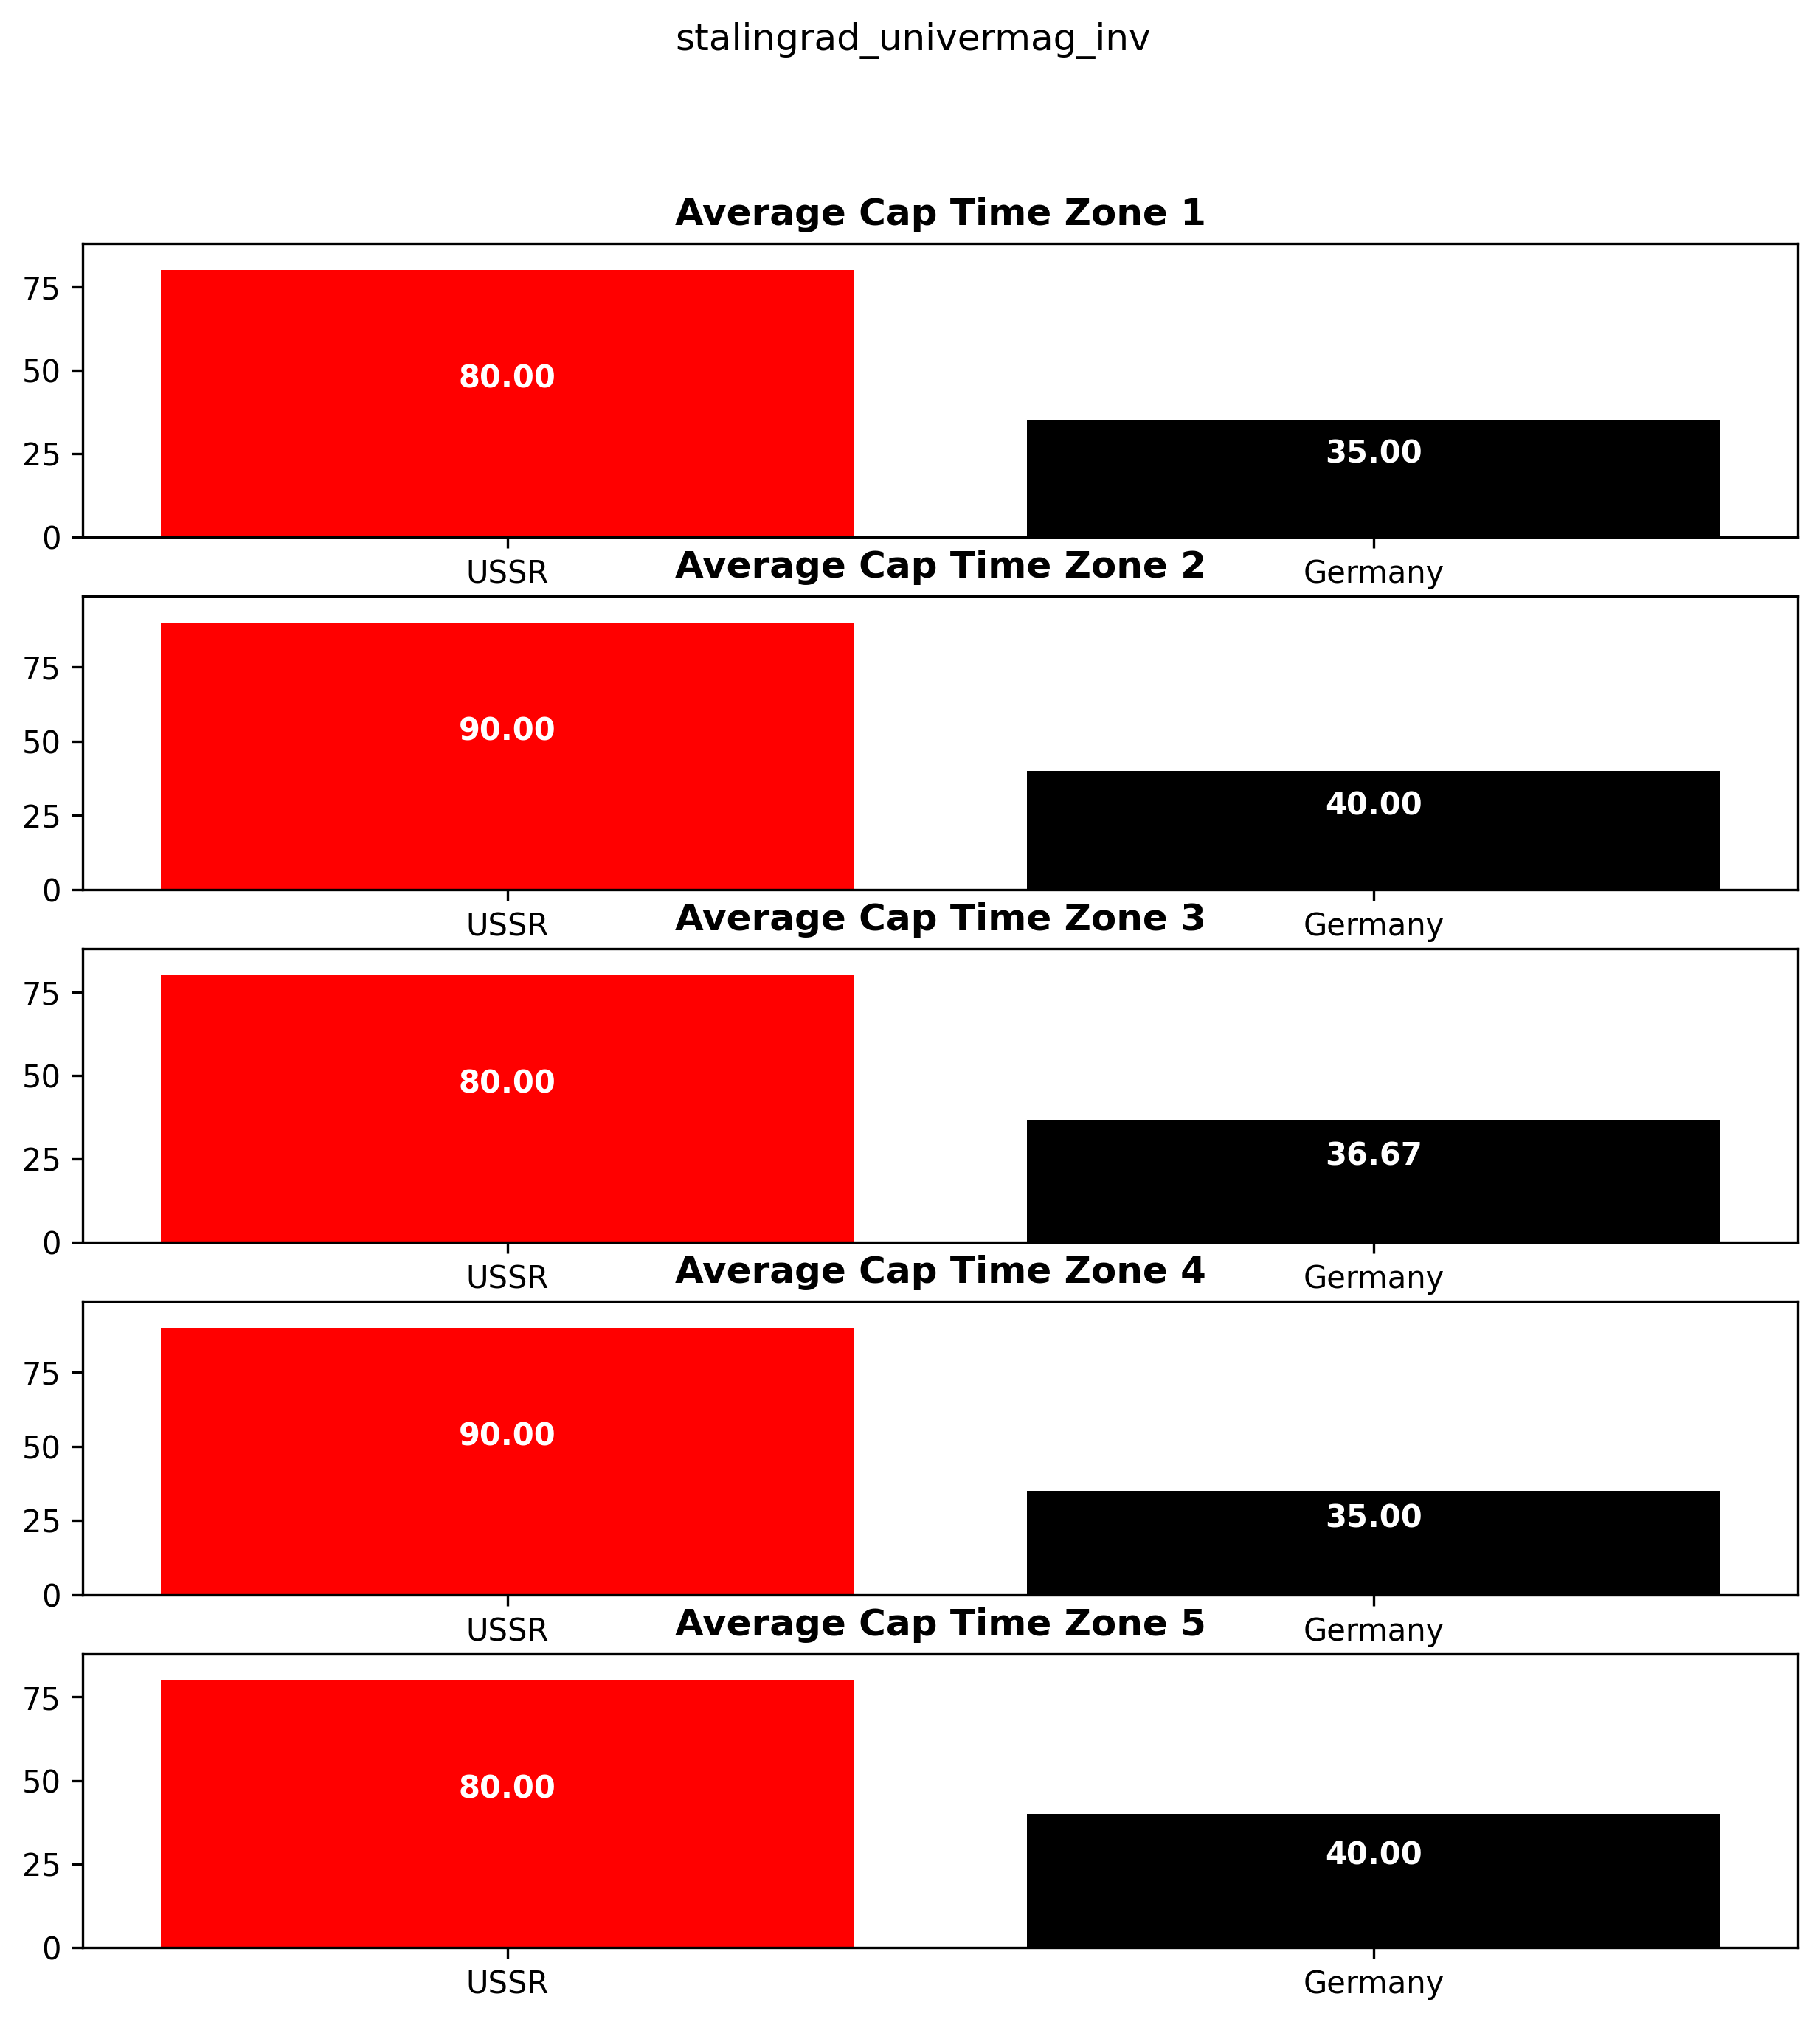 stalingrad_univermag_inv
Average Cap Time Zone 1
75
50
25
0
80.00
35.00
USSR
Germany
Average Cap Time Zone 2
75
50
25
0
90.00
40.00
USSR
Germany
Average Cap Time Zone 3
75
50
25
0
80.00
36.67
USSR
Germany
Average Cap Time Zone 4
75
50
25
0
90.00
35.00
USSR
Germany
Average Cap Time Zone 5
75
50
25
0
80.00
40.00
USSR
Germany